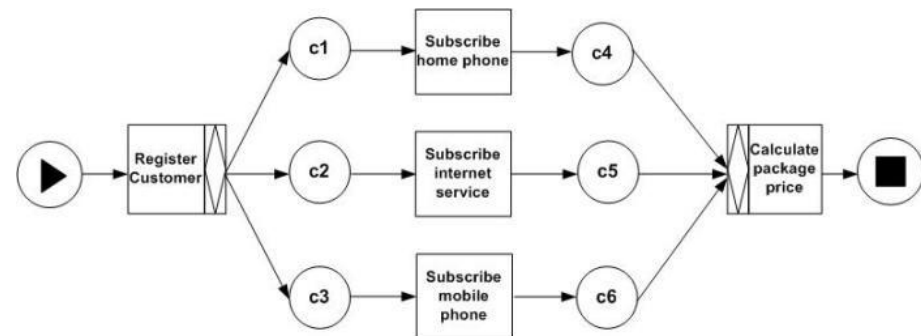 c1
Subscribe
home phone
c4
Register
Customer
c2
Subscribe
internet
service
c5
Calculate
package
price
c3
Subscribe
mobile
phone
c6